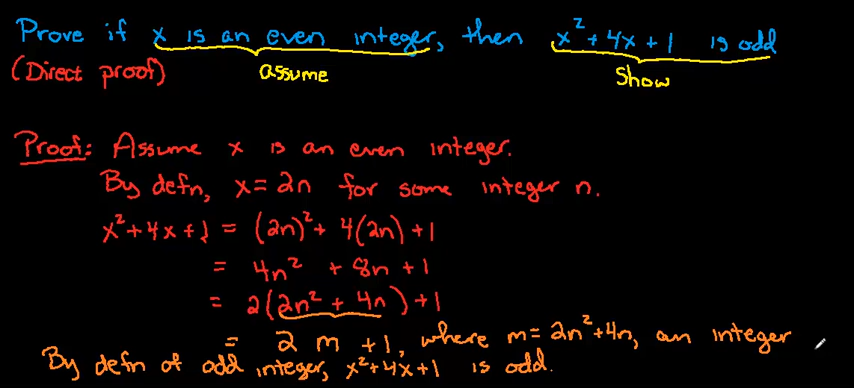 Prove if x is an even integer, then x² + 4x + 1 is odd
(Direct proof) assume show
Proof: Assume x is an even integer.
By defn, x = 2n for some integer n.
x² + 4x + 1 = (2n)² + 4(2n) + 1
= 4n² + 8n + 1
= 2(2n² + 4n) + 1
= 2 m + 1, where m = 2n² + 4n, an integer
By defn of odd integer, x² + 4x + 1 is odd.